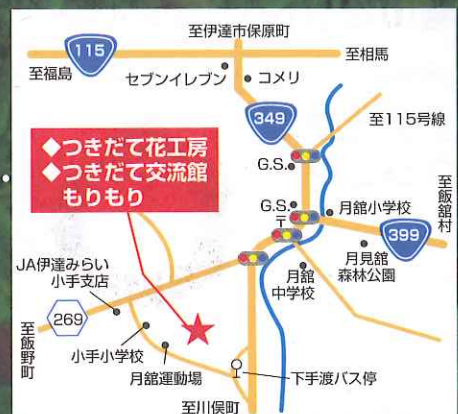 至伊達市保原町
115
至福島
至相馬
セブンイレブン
コメリ
349
至115号線
◆つきだて花工房
◆つきだて交流館
もりもり
G.S.
G.S.
〒
月舘小学校
至飯舘村
399
月見舘
森林公園
月舘
中学校
JA伊達みらい
小手支店
269
至飯野町
小手小学校
月舘運動場
下手渡バス停
至川俣町